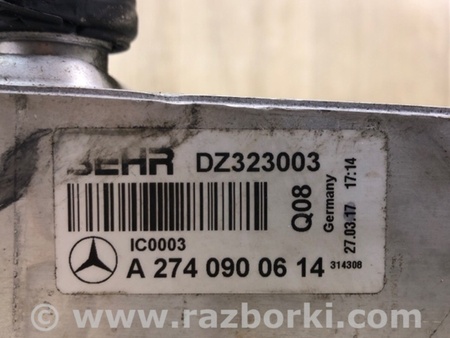 BEHR DZ323003
Q08
Germany
27.03.17 17:14
IC0003
A 274 090 06 14
314308
www.razborki.com